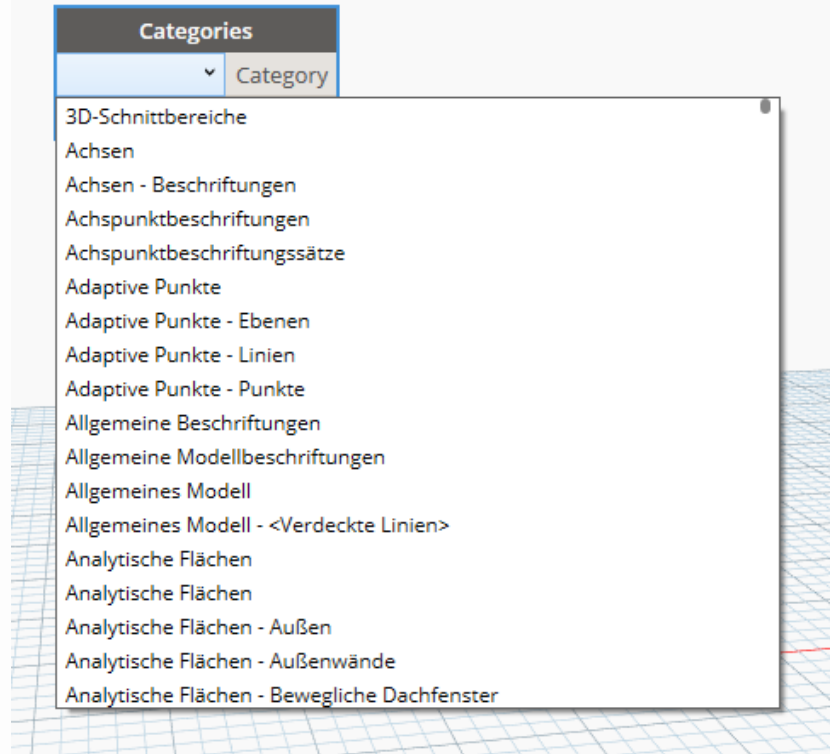 Categories
Category
3D-Schnittbereiche
Achsen
Achsen - Beschriftungen
Achspunktbeschriftungen
Achspunktbeschriftungssätze
Adaptive Punkte
Adaptive Punkte - Ebenen
Adaptive Punkte - Linien
Adaptive Punkte - Punkte
Allgemeine Beschriftungen
Allgemeine Modellbeschriftungen
Allgemeines Modell
Allgemeines Modell - <Verdeckte Linien>
Analytische Flächen
Analytische Flächen
Analytische Flächen - Außen
Analytische Flächen - Außenwände
Analytische Flächen - Bewegliche Dachfenster